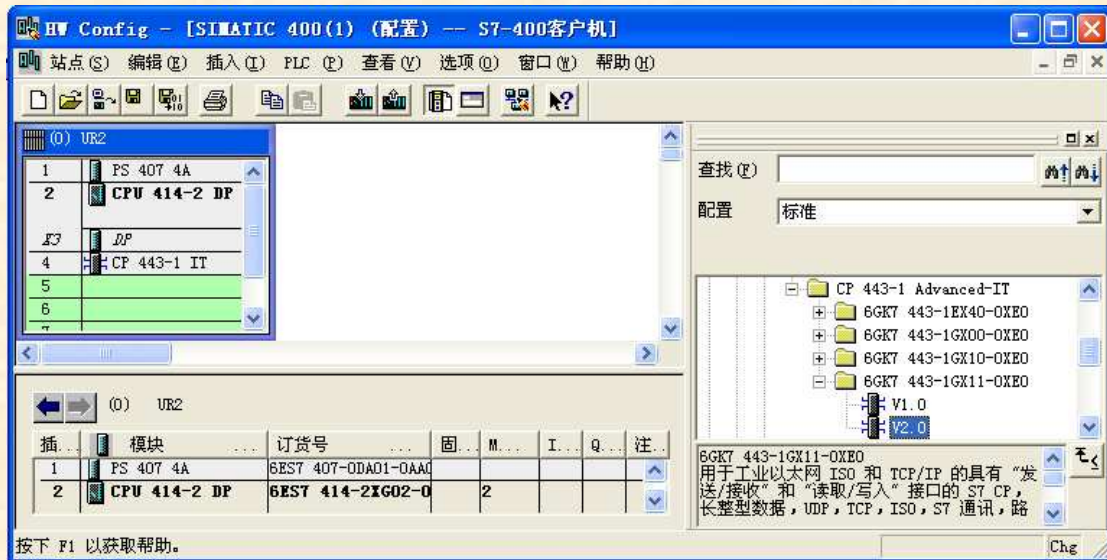 HW Config - [SIMATIC 400(1) (配置) -- S7-400客户机]
站点(S) 编辑(E) 插入(I) PLC (P) 查看(V) 选项(O) 窗口(W) 帮助(H)
(0) UR2
1 PS 407 4A
2 CPU 414-2 DP
X3 DP
4 CP 443-1 IT
5
6
查找(F)
配置 标准
CP 443-1 Advanced-IT
6GK7 443-1EX40-0XE0
6GK7 443-1GX00-0XE0
6GK7 443-1GX10-0XE0
6GK7 443-1GX11-0XE0
V1.0
V2.0
(0) UR2
插... 模块 ... 订货号 ... 固... M... I... Q... 注...
1 PS 407 4A 6ES7 407-0DA01-0AA0
2 CPU 414-2 DP 6ES7 414-2XG02-0 2
6GK7 443-1GX11-0XE0
用于工业以太网 ISO 和 TCP/IP 的具有 “发
送/接收” 和 “读取/写入” 接口的 S7 CP,
长整型数据,UDP,TCP,ISO,S7 通讯,路
按下 F1 以获取帮助。
Chg